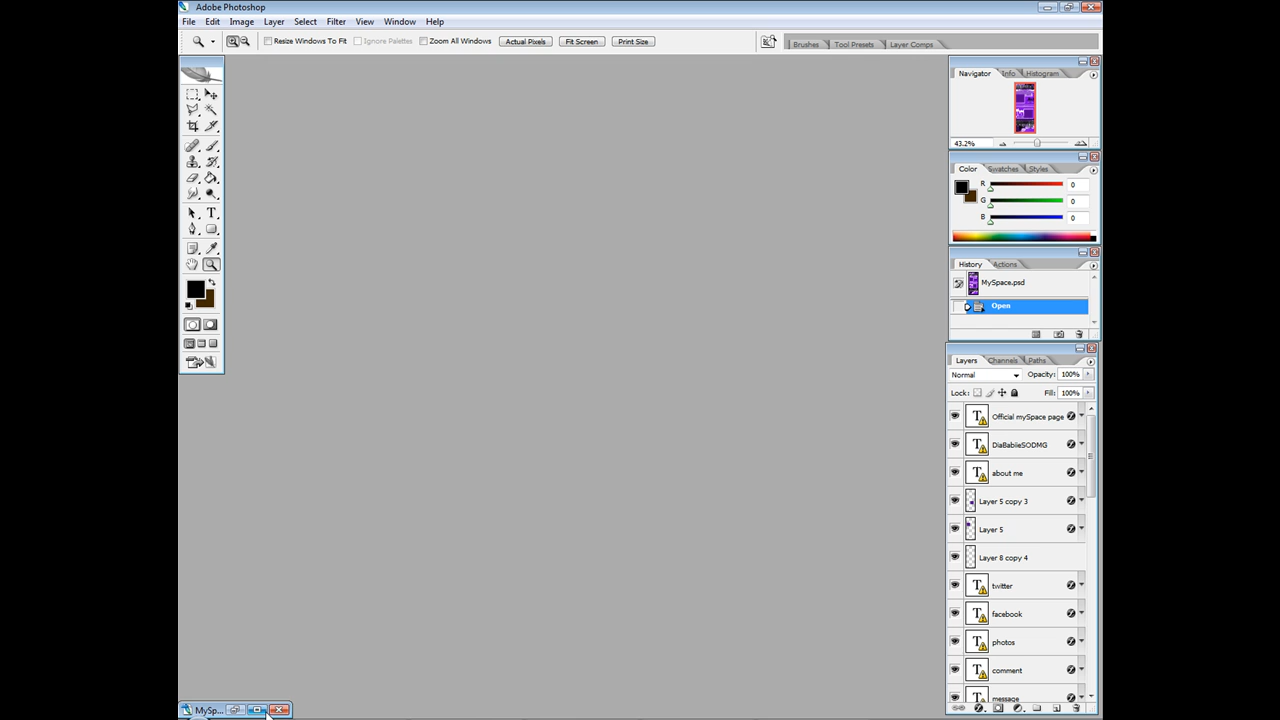 Adobe Photoshop
File Edit Image Layer Select Filter View Window Help
Resize Windows To Fit Ignore Palettes Zoom All Windows Actual Pixels Fit Screen Print Size Brushes Tool Presets Layer Comps
Navigator Info Histogram
43.2%
Color Swatches Styles
R 0
G 0
B 0
History Actions
MySpace.psd
Open
Layers Channels Paths
Normal Opacity: 100%
Lock: Fill: 100%
Official mySpace page
DiaBabiieSODMG
about me
Layer 5 copy 3
Layer 5
Layer 8 copy 4
twitter
facebook
photos
comment
message
MySp...